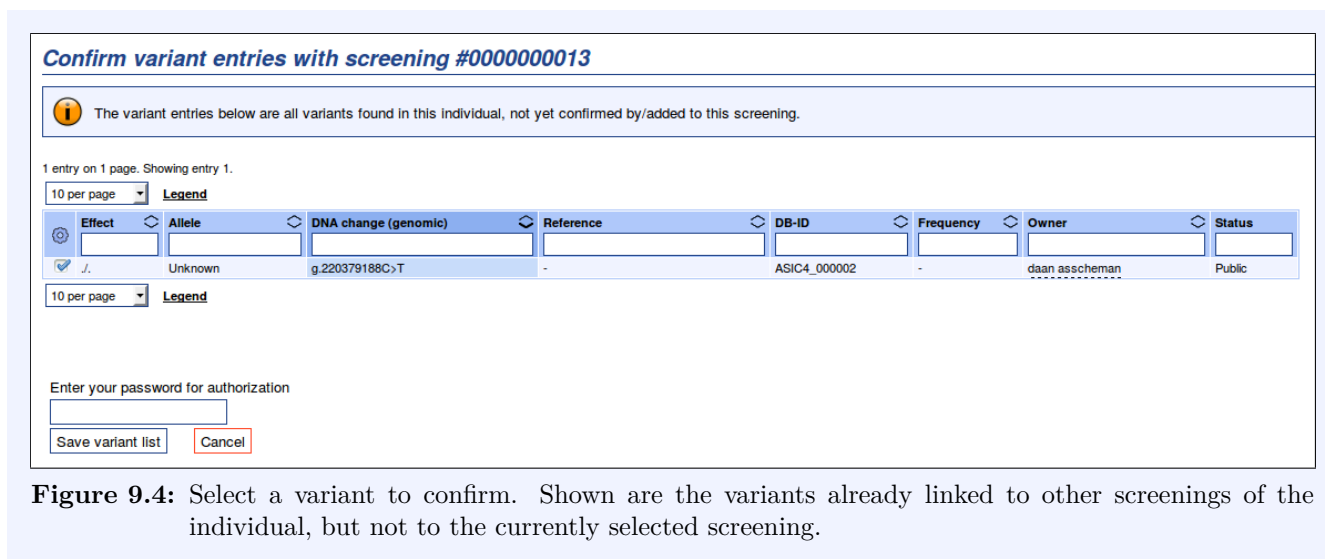 Confirm variant entries with screening #0000000013
The variant entries below are all variants found in this individual, not yet confirmed by/added to this screening.
1 entry on 1 page. Showing entry 1.
10 per page Legend
Effect Allele DNA change (genomic) Reference DB-ID Frequency Owner Status
./. Unknown g.220379188C>T - ASIC4_000002 - daan asscheman Public
10 per page Legend
Enter your password for authorization
Save variant list Cancel
Figure 9.4: Select a variant to confirm. Shown are the variants already linked to other screenings of the
individual, but not to the currently selected screening.